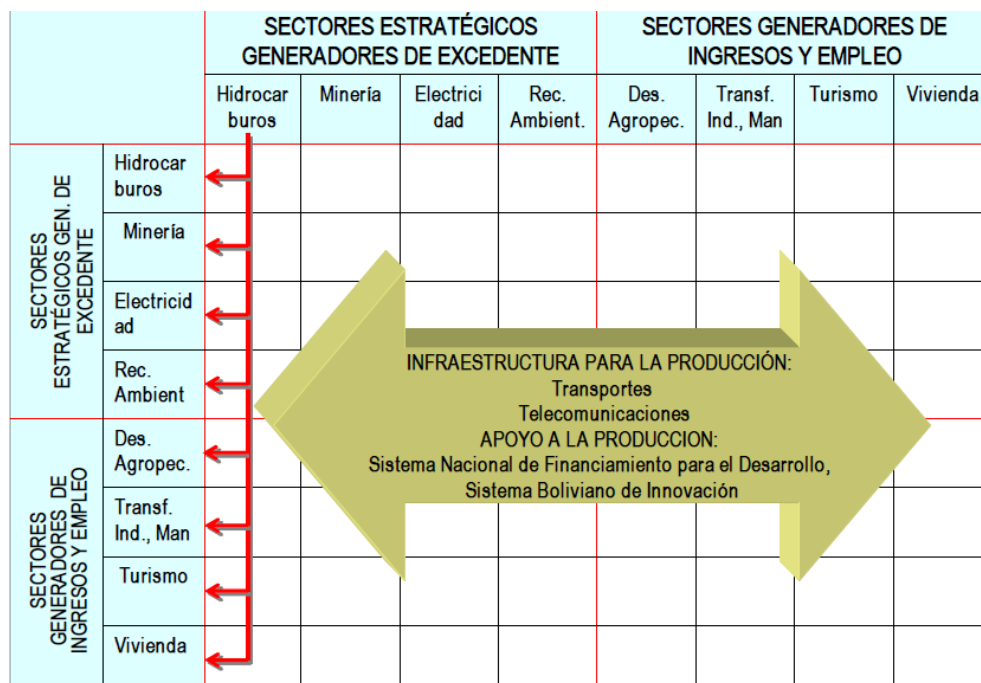 SECTORES ESTRATÉGICOS
GENERADORES DE EXCEDENTE
SECTORES GENERADORES DE
INGRESOS Y EMPLEO
Hidrocar
buros
Minería
Electrici
dad
Rec.
Ambient.
Des.
Agropec.
Transf.
Ind., Man
Turismo
Vivienda
SECTORES
ESTRATÉGICOS GEN. DE
EXCEDENTE
Hidrocar
buros
Minería
Electricid
ad
Rec.
Ambient
SECTORES
GENERADORES DE
INGRESOS Y EMPLEO
Des.
Agropec.
Transf.
Ind., Man
Turismo
Vivienda
INFRAESTRUCTURA PARA LA PRODUCCIÓN:
Transportes
Telecomunicaciones
APOYO A LA PRODUCCION:
Sistema Nacional de Financiamiento para el Desarrollo,
Sistema Boliviano de Innovación